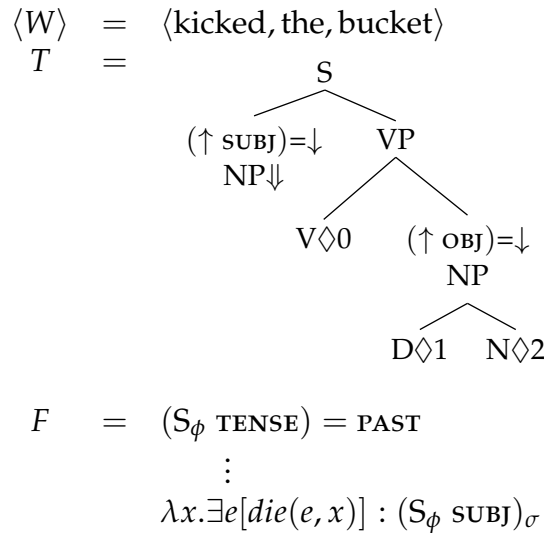 ⟨W⟩ = ⟨kicked, the, bucket⟩
T = S
(↑ SUBJ)=↓ VP
NP⇓
V◊0 (↑ OBJ)=↓
NP
D◊1 N◊2
F = (S_ϕ TENSE) = PAST
⋮
λx.∃e[die(e, x)] : (S_ϕ SUBJ)_σ